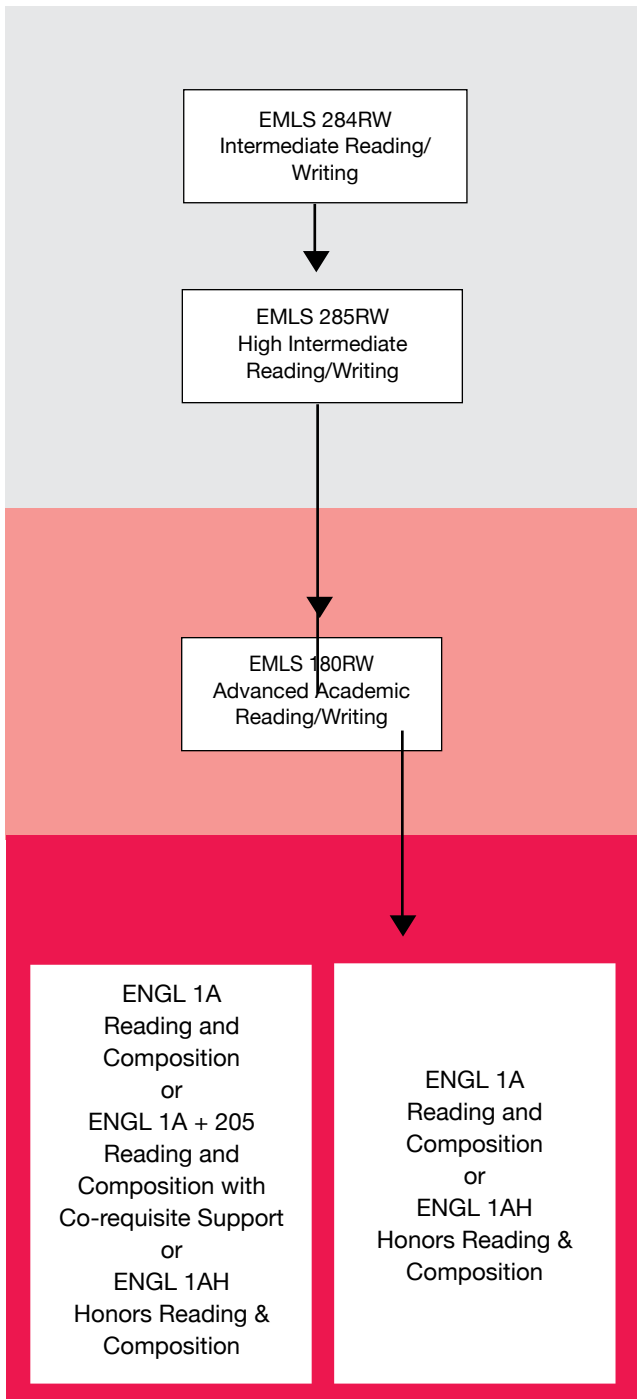 EMLS 284RW
Intermediate Reading/
Writing
EMLS 285RW
High Intermediate
Reading/Writing
EMLS 180RW
Advanced Academic
Reading/Writing
ENGL 1A
Reading and
Composition
or
ENGL 1A + 205
Reading and
Composition with
Co-requisite Support
or
ENGL 1AH
Honors Reading &
Composition
ENGL 1A
Reading and
Composition
or
ENGL 1AH
Honors Reading &
Composition